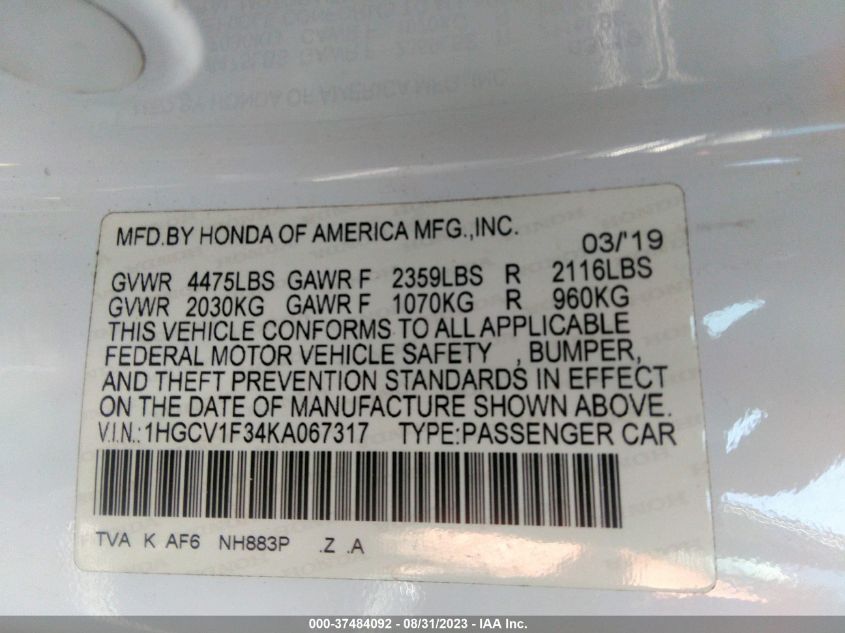 MFD.BY HONDA OF AMERICA MFG.,INC. 03/'19
GVWR 4475LBS GAWR F 2359LBS R 2116LBS
GVWR 2030KG GAWR F 1070KG R 960KG
THIS VEHICLE CONFORMS TO ALL APPLICABLE
FEDERAL MOTOR VEHICLE SAFETY , BUMPER,
AND THEFT PREVENTION STANDARDS IN EFFECT
ON THE DATE OF MANUFACTURE SHOWN ABOVE.
V.I.N.:1HGCV1F34KA067317 TYPE:PASSENGER CAR
TVA K AF6 NH883P .Z .A
000-37484092 - 08/31/2023 - Copyright © 2023 IAA, Inc.